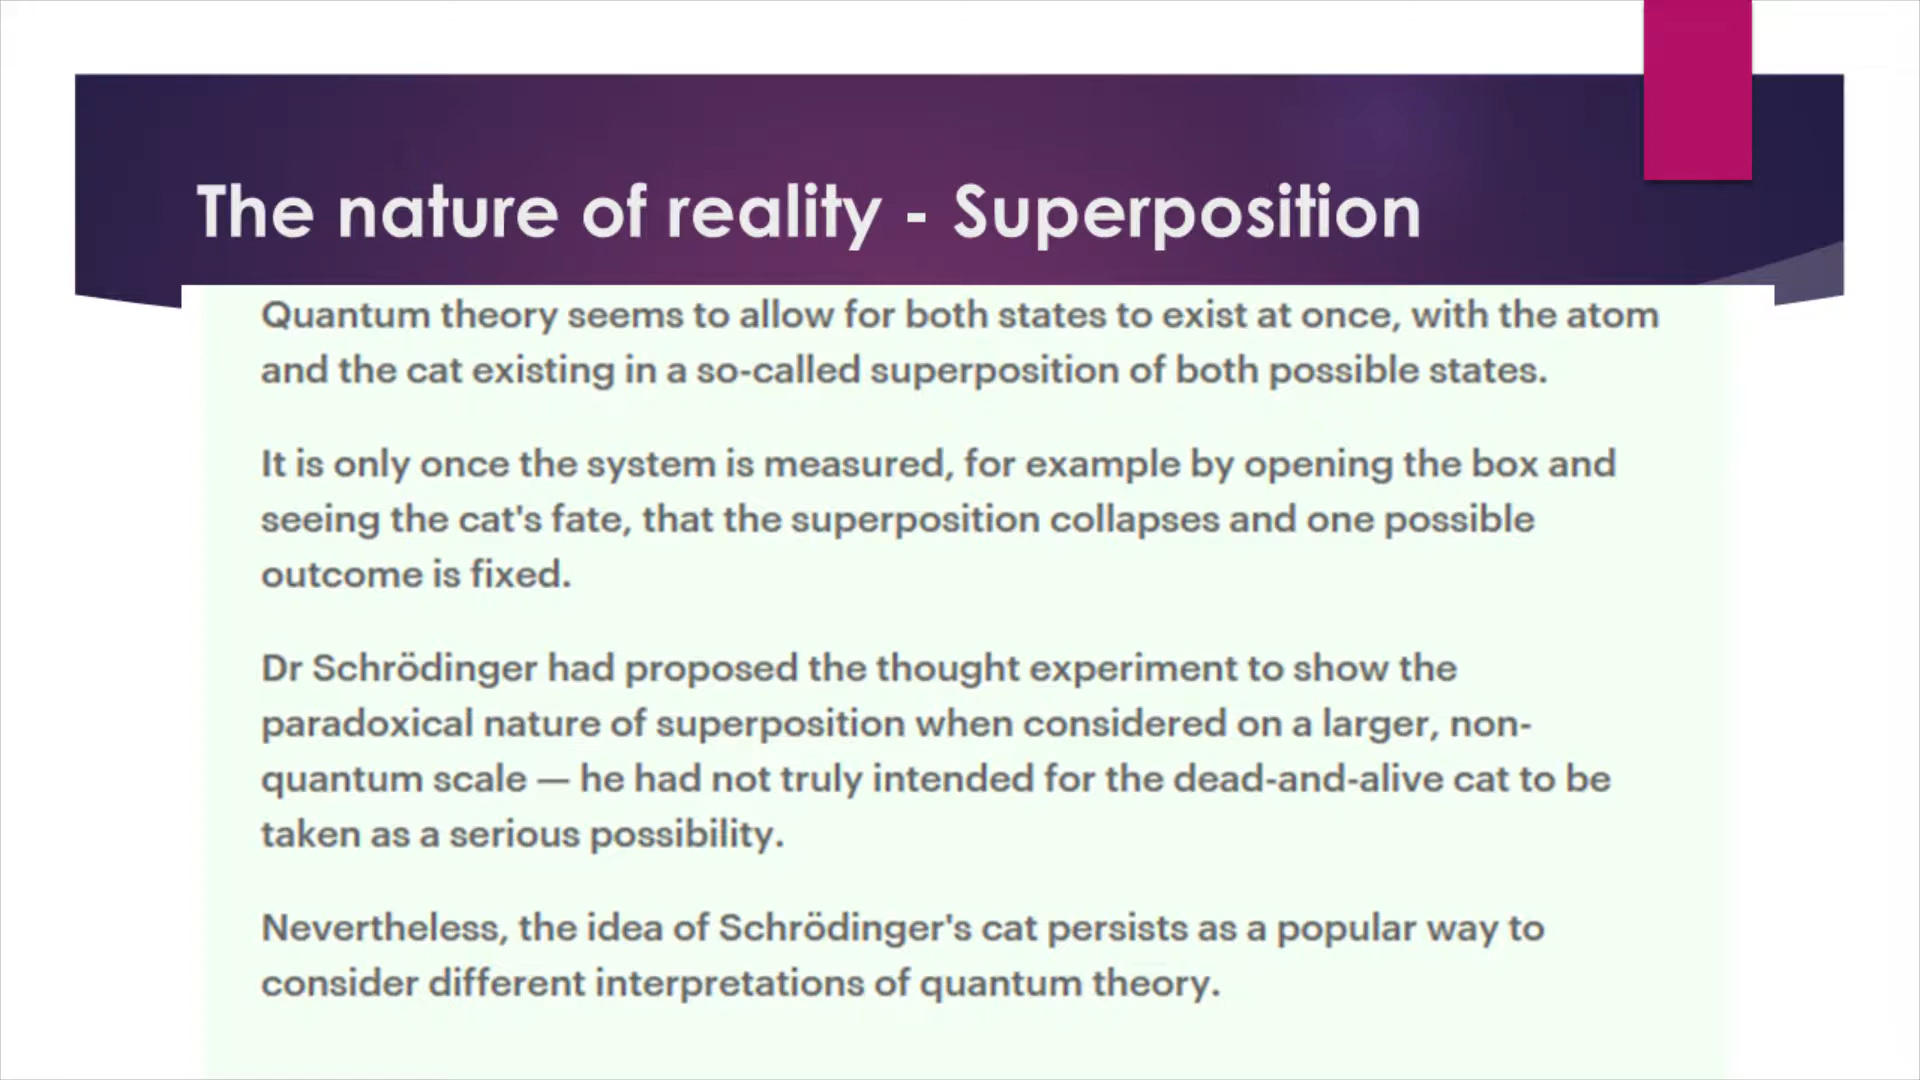 The nature of reality - Superposition
Quantum theory seems to allow for both states to exist at once, with the atom
and the cat existing in a so-called superposition of both possible states.
It is only once the system is measured, for example by opening the box and
seeing the cat's fate, that the superposition collapses and one possible
outcome is fixed.
Dr Schrödinger had proposed the thought experiment to show the
paradoxical nature of superposition when considered on a larger, non-
quantum scale — he had not truly intended for the dead-and-alive cat to be
taken as a serious possibility.
Nevertheless, the idea of Schrödinger's cat persists as a popular way to
consider different interpretations of quantum theory.